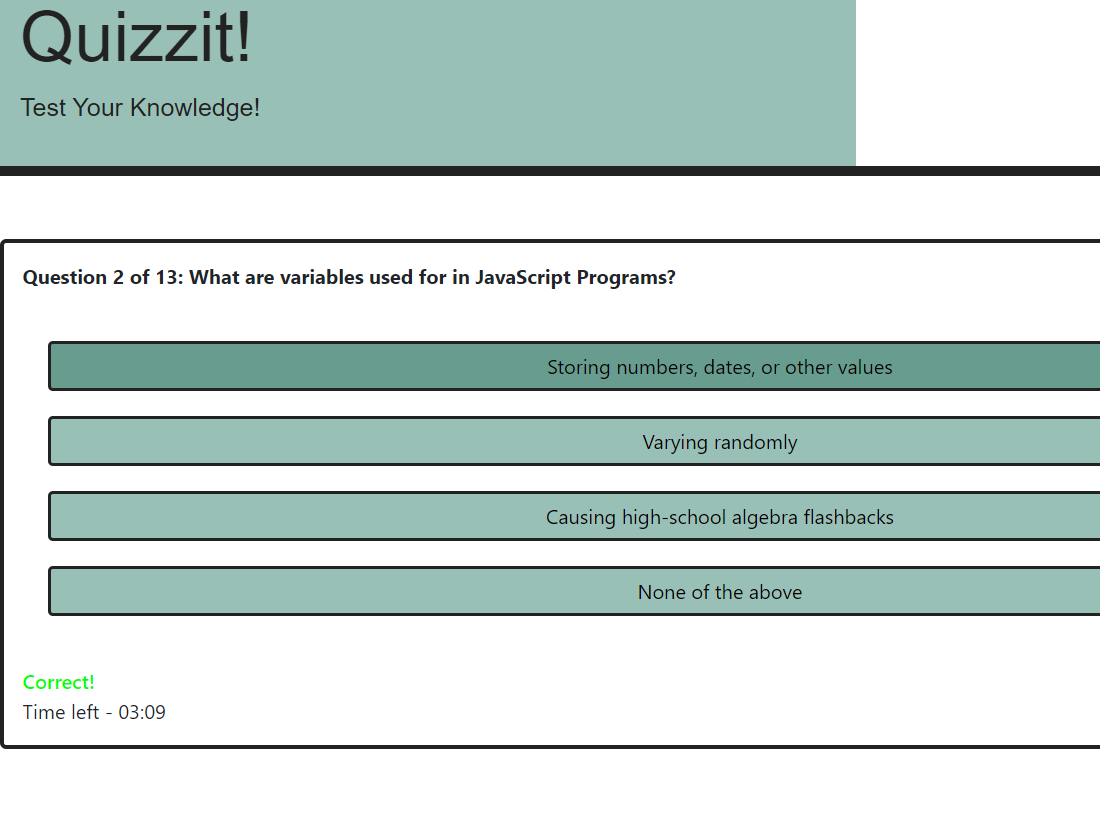 Quizzit!
Test Your Knowledge!
Question 2 of 13: What are variables used for in JavaScript Programs?
Storing numbers, dates, or other values
Varying randomly
Causing high-school algebra flashbacks
None of the above
Correct!
Time left - 03:09